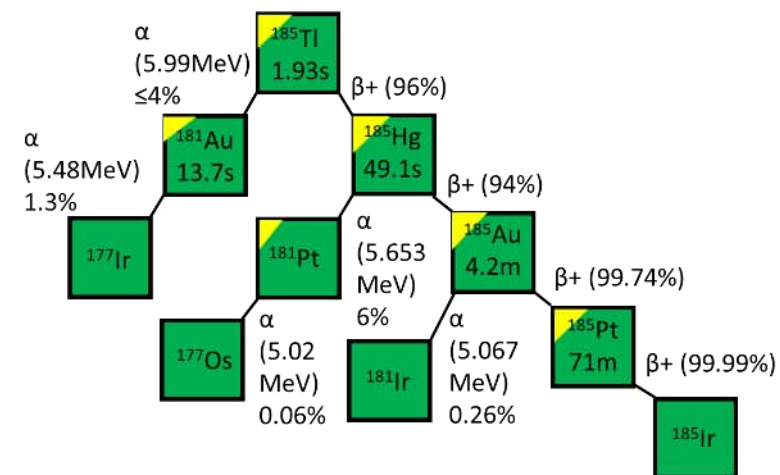 α
(5.99MeV)
≤4%
¹⁸⁵Tl
1.93s
β+ (96%)
α
(5.48MeV)
1.3%
¹⁸¹Au
13.7s
¹⁸⁵Hg
49.1s
β+ (94%)
¹⁷⁷Ir
¹⁸¹Pt
α
(5.653
MeV)
6%
¹⁸⁵Au
4.2m
β+ (99.74%)
¹⁷⁷Os
α
(5.02
MeV)
0.06%
¹⁸¹Ir
α
(5.067
MeV)
0.26%
¹⁸⁵Pt
71m
β+ (99.99%)
¹⁸⁵Ir